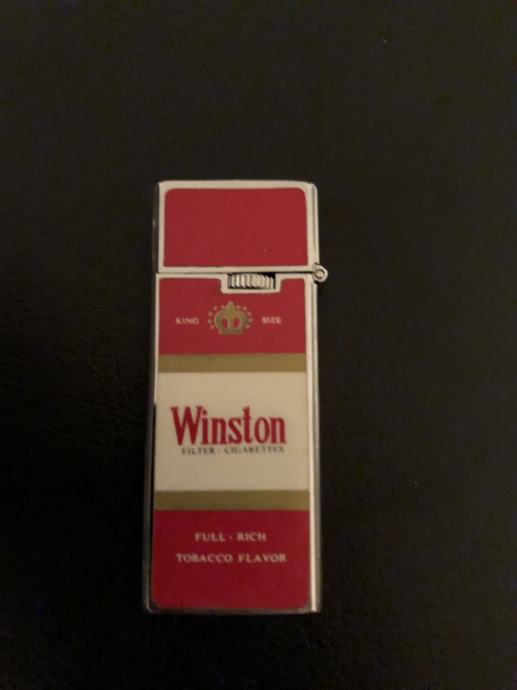 KING SIZE
Winston
FILTER · CIGARETTES
FULL · RICH
TOBACCO FLAVOR